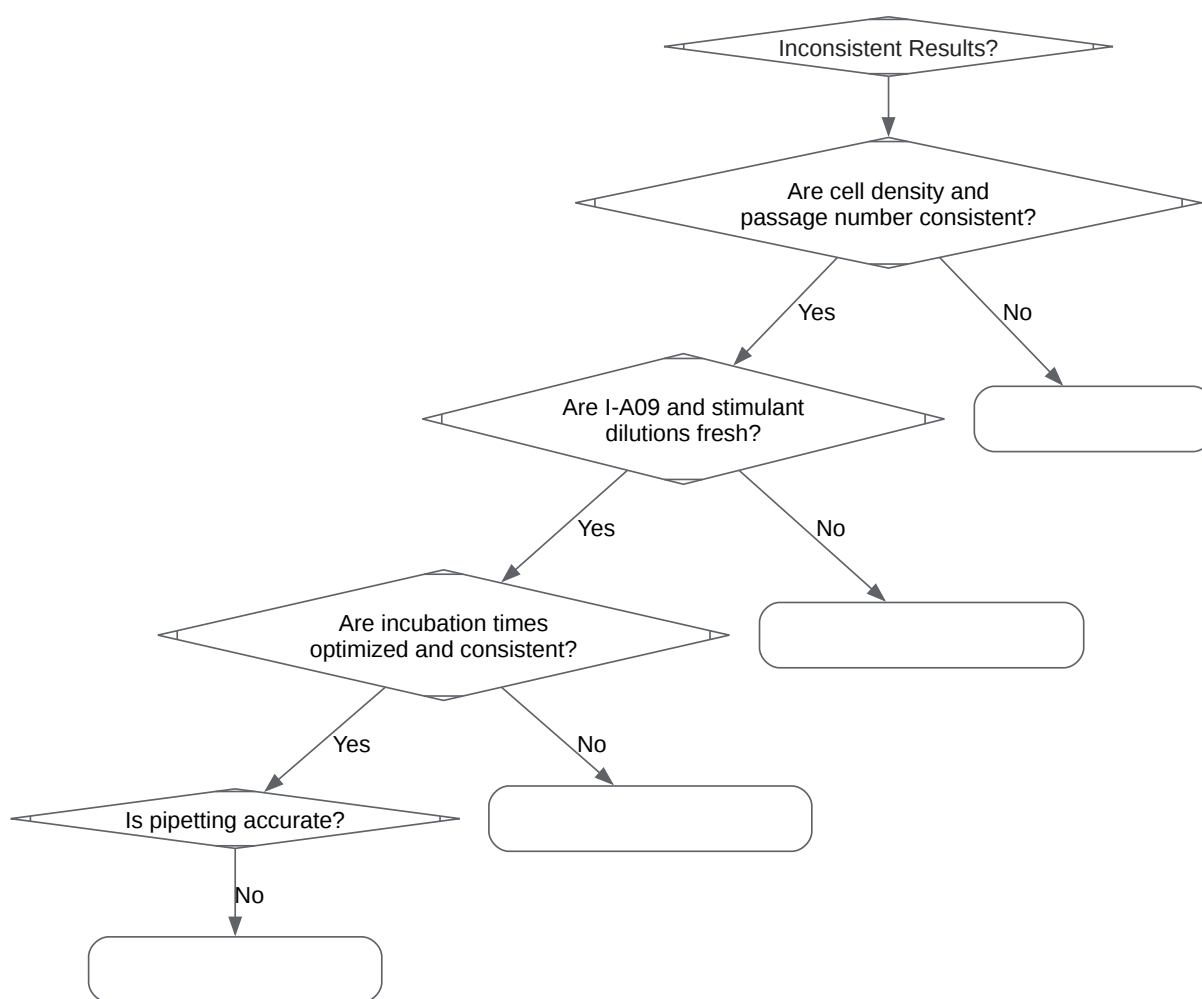 Inconsistent Results?
Are cell density and
passage number consistent?
Yes
No
Are I-A09 and stimulant
dilutions fresh?
Yes
No
Are incubation times
optimized and consistent?
Yes
No
Is pipetting accurate?
No